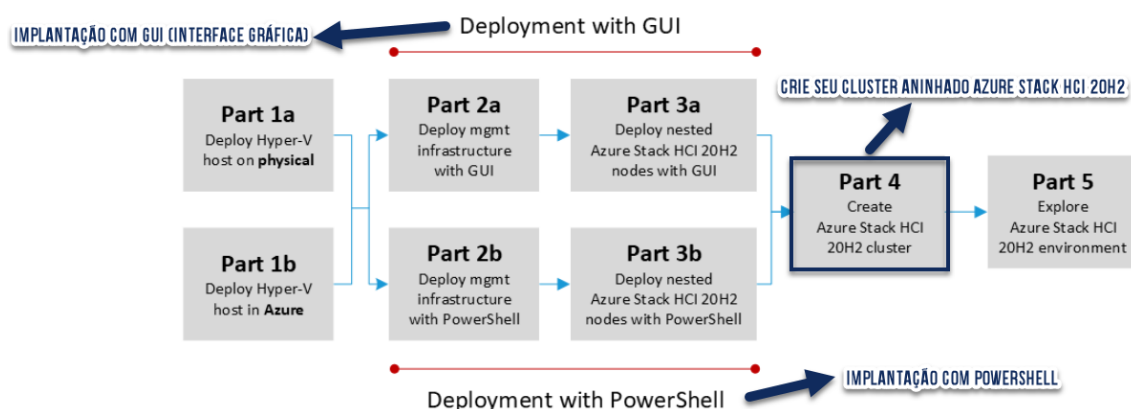 Deployment with GUI
IMPLANTAÇÃO COM GUI (INTERFACE GRÁFICA)
CRIE SEU CLUSTER ANINHADO AZURE STACK HCI 20H2
Part 1a
Deploy Hyper-V
host on physical
Part 2a
Deploy mgmt
infrastructure
with GUI
Part 3a
Deploy nested
Azure Stack HCI 20H2
nodes with GUI
Part 4
Create
Azure Stack HCI
20H2 cluster
Part 5
Explore
Azure Stack HCI
20H2 environment
Part 1b
Deploy Hyper-V
host in Azure
Part 2b
Deploy mgmt
infrastructure
with PowerShell
Part 3b
Deploy nested
Azure Stack HCI 20H2
nodes with PowerShell
IMPLANTAÇÃO COM POWERSHELL
Deployment with PowerShell